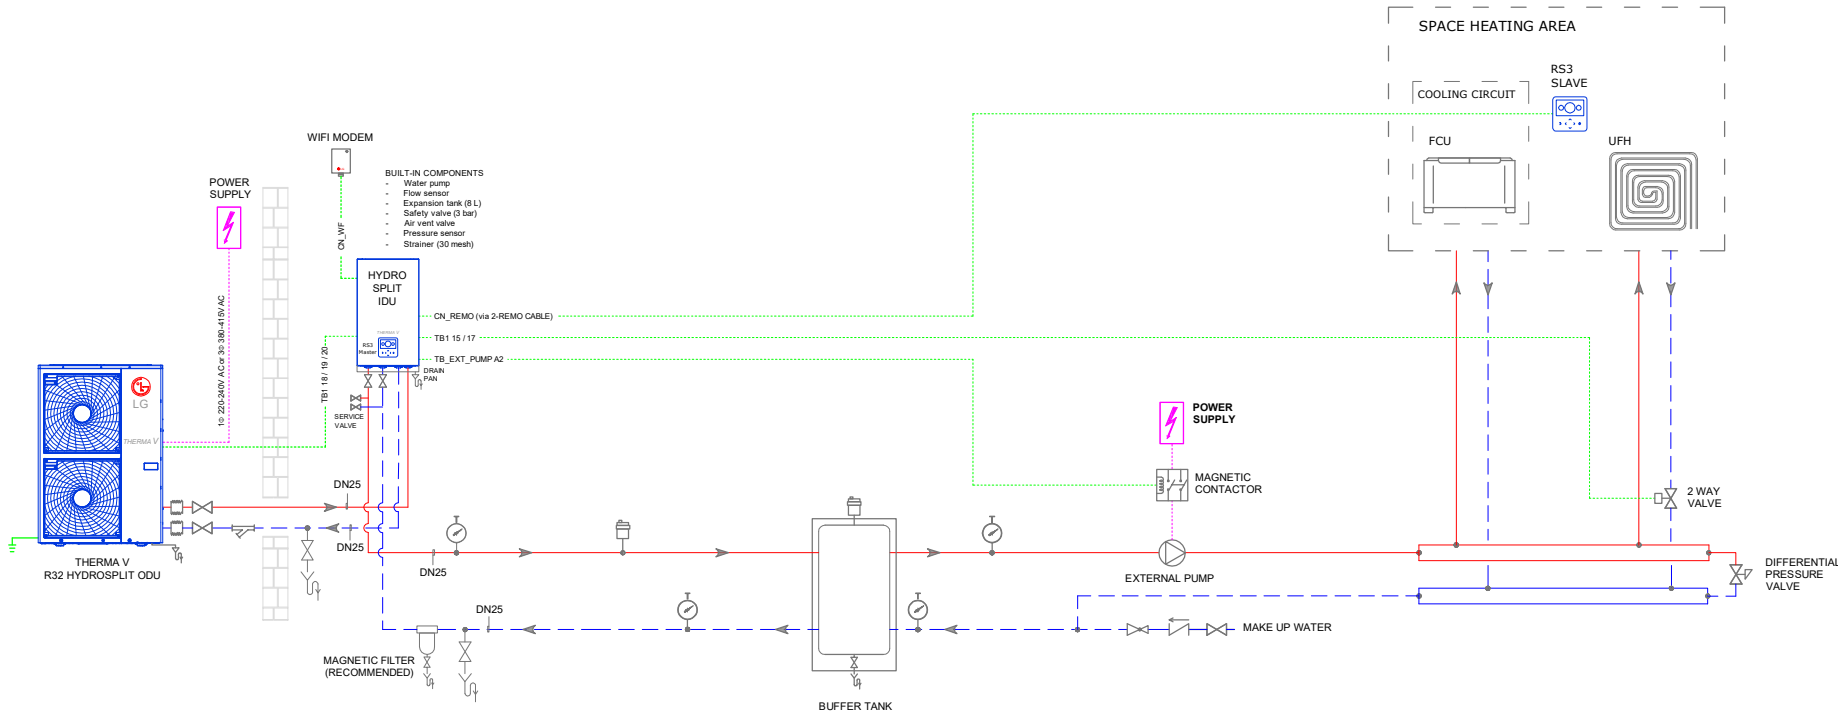 SPACE HEATING AREA
RS3
SLAVE
COOLING CIRCUIT
FCU
UFH
WIFI MODEM
POWER
SUPPLY
BUILT-IN COMPONENTS
- Water pump
- Flow sensor
- Expansion tank (8 L)
- Safety valve (3 bar)
- Air vent valve
- Pressure sensor
- Strainer (30 mesh)
CN_WF
HYDRO
SPLIT
IDU
THERMA V
RS3
Master
CN_REMO (via 2-REMO CABLE)
TB1 15 / 17
TB_EXT_PUMP A2
DRAIN
PAN
1Φ 220-240V AC or 3Φ 380-415V AC
TB1 18 / 19 / 20
SERVICE
VALVE
LG
THERMA V
POWER
SUPPLY
MAGNETIC
CONTACTOR
2 WAY
VALVE
DN25
DN25
DN25
THERMA V
R32 HYDROSPLIT ODU
EXTERNAL PUMP
DIFFERENTIAL
PRESSURE
VALVE
DN25
MAKE UP WATER
MAGNETIC FILTER
(RECOMMENDED)
BUFFER TANK